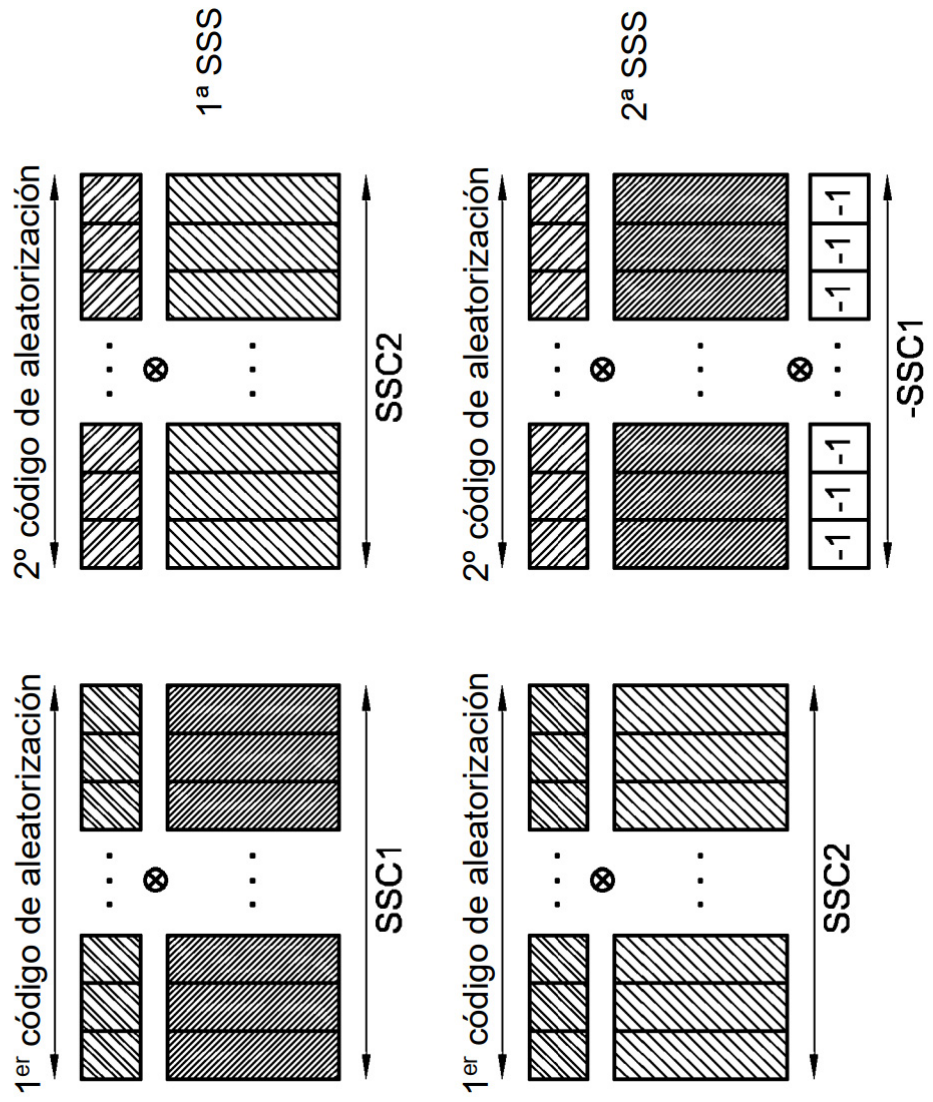 1er código de aleatorización
2º código de aleatorización
1ª SSS
SSC1
SSC2
1er código de aleatorización
2º código de aleatorización
2ª SSS
-1 -1 -1 -1 -1 -1
SSC2
-SSC1